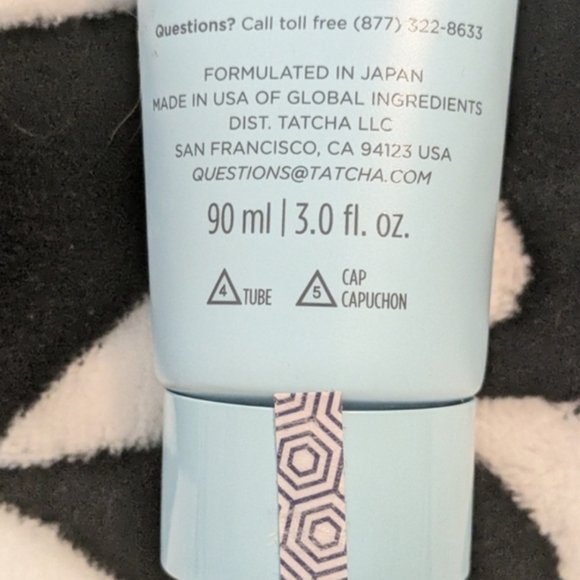 Questions? Call toll free (877) 322-8633
FORMULATED IN JAPAN
MADE IN USA OF GLOBAL INGREDIENTS
DIST. TATCHA LLC
SAN FRANCISCO, CA 94123 USA
QUESTIONS@TATCHA.COM
90 ml | 3.0 fl. oz.
4 TUBE 5 CAP
CAPUCHON